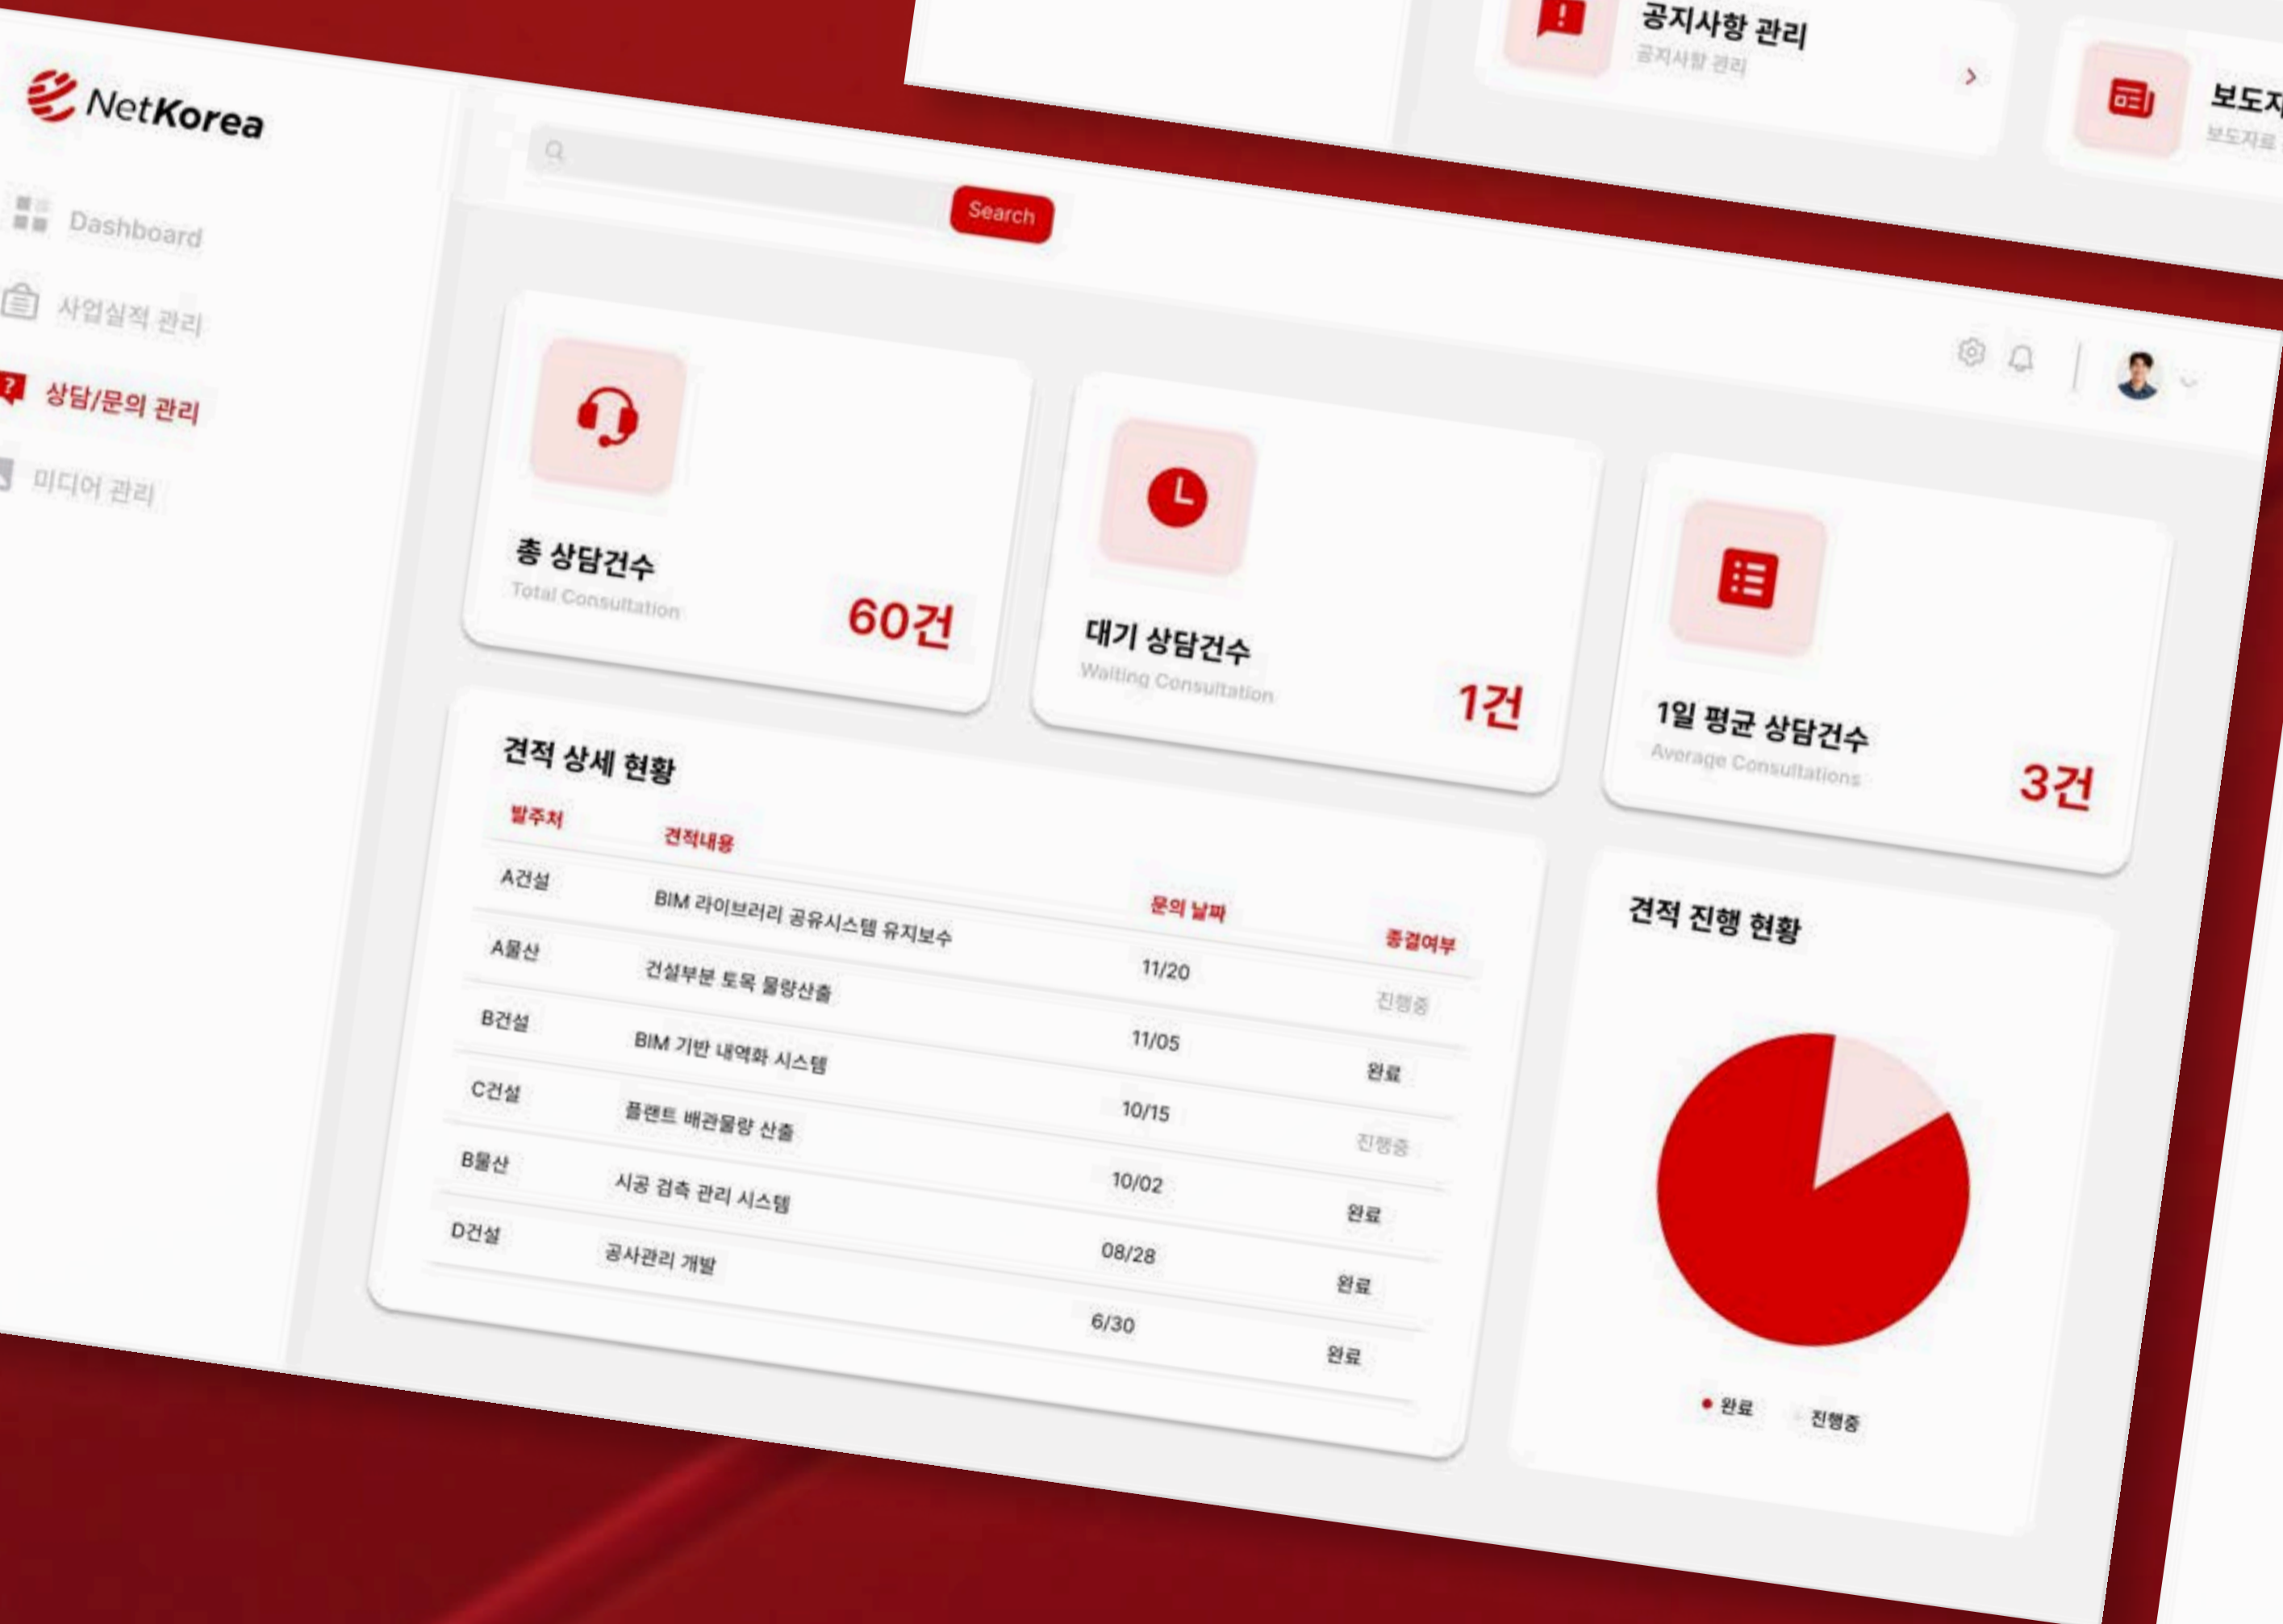 공지사항 관리
공지사항 관리
보도자
보도자료
NetKorea
Search
Dashboard
사업실적 관리
상담/문의 관리
미디어 관리
총 상담건수
Total Consultation
60건
대기 상담건수
Waiting Consultation
1건
1일 평균 상담건수
Average Consultations
3건
견적 상세 현황
발주처 견적내용 문의 날짜 종결여부
A건설 BIM 라이브러리 공유시스템 유지보수 11/20 진행중
A물산 건설부분 토목 물량산출 11/05 완료
B건설 BIM 기반 내역화 시스템 10/15 진행중
C건설 플랜트 배관물량 산출 10/02 완료
B물산 시공 검측 관리 시스템 08/28 완료
D건설 공사관리 개발 6/30 완료
견적 진행 현황
완료 진행중